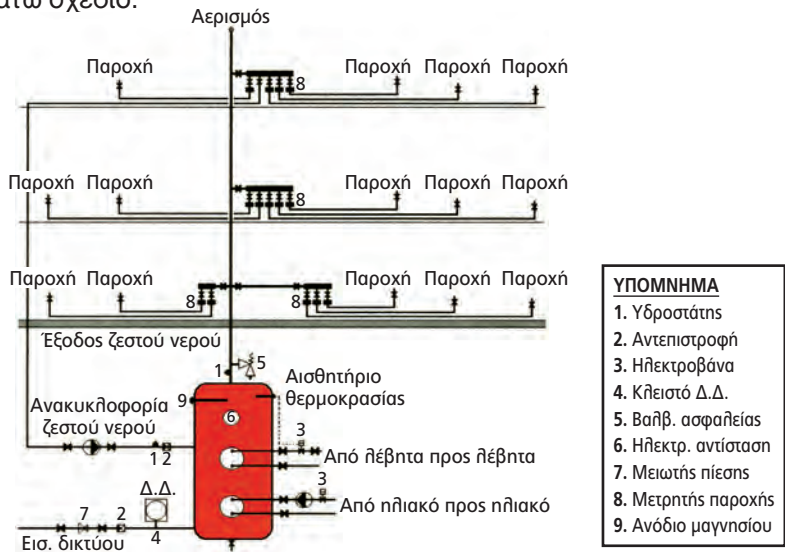 Αερισμός
Παροχή Παροχή Παροχή Παροχή
8
Παροχή Παροχή Παροχή Παροχή Παροχή
8
Παροχή Παροχή Παροχή Παροχή Παροχή
8 8
Έξοδος ζεστού νερού
1 5
Αισθητήριο
θερμοκρασίας
9
6
Ανακυκλοφορία
ζεστού νερού
3
1 2
Από λέβητα προς λέβητα
3
Δ.Δ.
Από ηλιακό προς ηλιακό
7 2
4
Εισ. δικτύου
ΥΠΟΜΝΗΜΑ
1. Υδροστάτης
2. Αντεπιστροφή
3. Ηλεκτροβάνα
4. Κλειστό Δ.Δ.
5. Βαλβ. ασφαλείας
6. Ηλεκτρ. αντίσταση
7. Μειωτής πίεσης
8. Μετρητής παροχής
9. Ανόδιο μαγνησίου